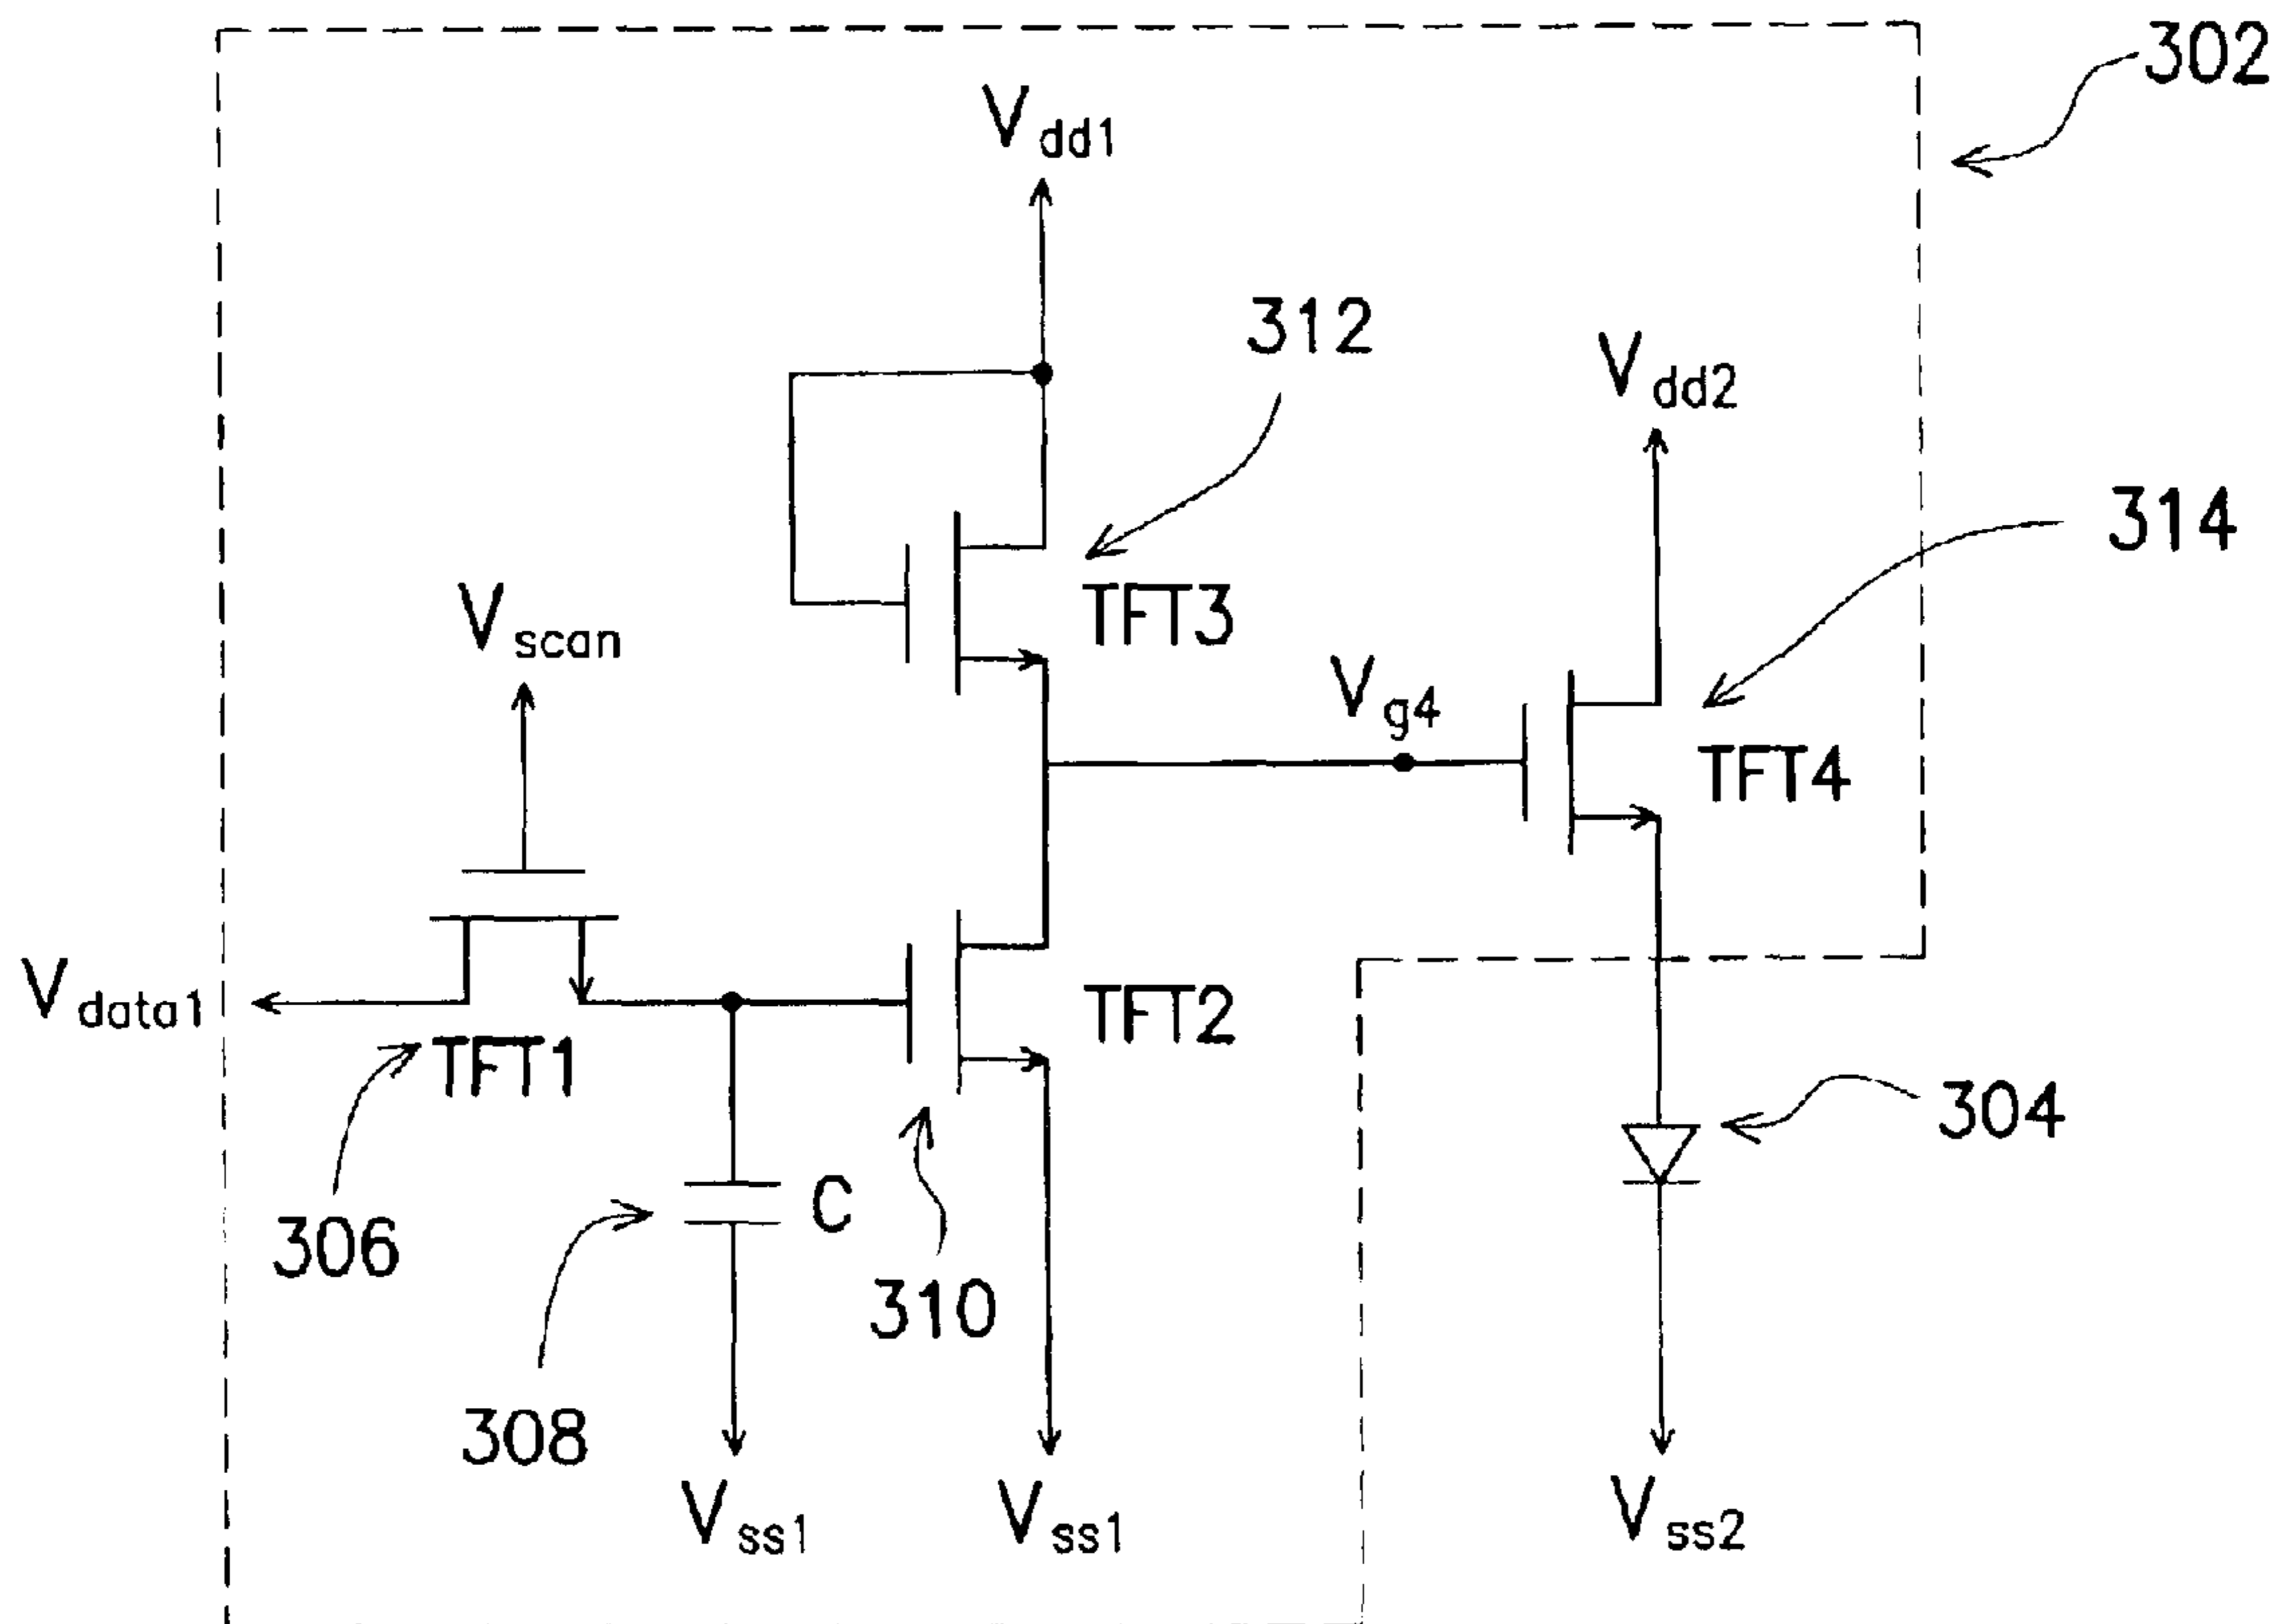 302
Vdd1
312
Vdd2
314
TFT3
Vscan
Vg4
TFT4
Vdata1
TFT2
TFT1
304
C
306
310
308
Vss1
Vss1
Vss2